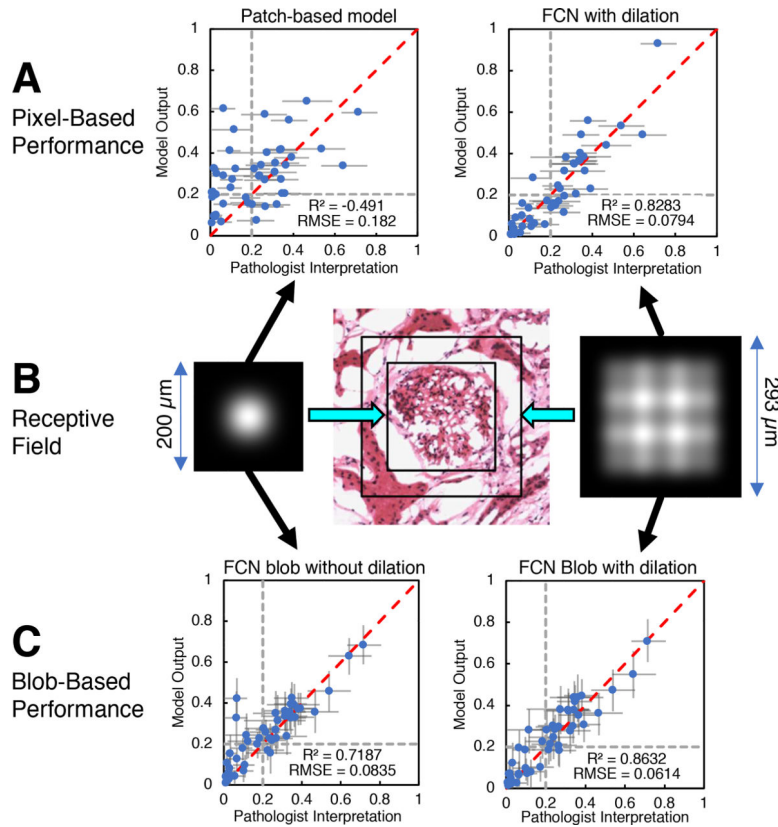 A
Pixel-Based
Performance
Patch-based model
1
0.8
0.6
0.4
0.2
0
Model Output
R² = -0.491
RMSE = 0.182
0 0.2 0.4 0.6 0.8 1
Pathologist Interpretation
FCN with dilation
1
0.8
0.6
0.4
0.2
0
Model Output
R² = 0.8283
RMSE = 0.0794
0 0.2 0.4 0.6 0.8 1
Pathologist Interpretation
B
Receptive
Field
200 µm
293 µm
C
Blob-Based
Performance
FCN blob without dilation
1
0.8
0.6
0.4
0.2
0
Model Output
R² = 0.7187
RMSE = 0.0835
0 0.2 0.4 0.6 0.8 1
Pathologist Interpretation
FCN Blob with dilation
1
0.8
0.6
0.4
0.2
0
Model Output
R² = 0.8632
RMSE = 0.0614
0 0.2 0.4 0.6 0.8 1
Pathologist Interpretation